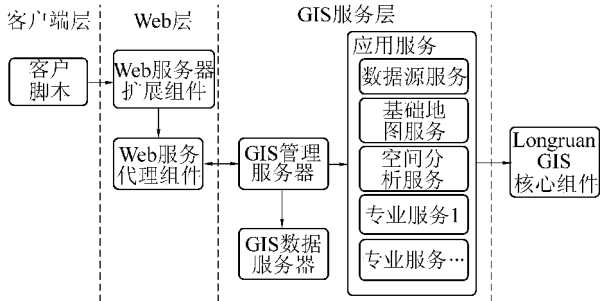 客户端层
Web层
GIS服务层
客户
脚木
Web服务器
扩展组件
Web服务
代理组件
GIS管理
服务器
GIS数据
服务器
应用服务
数据源服务
基础地
图服务
空间分
析服务
专业服务1
专业服务…
Longruan
GIS
核心组件